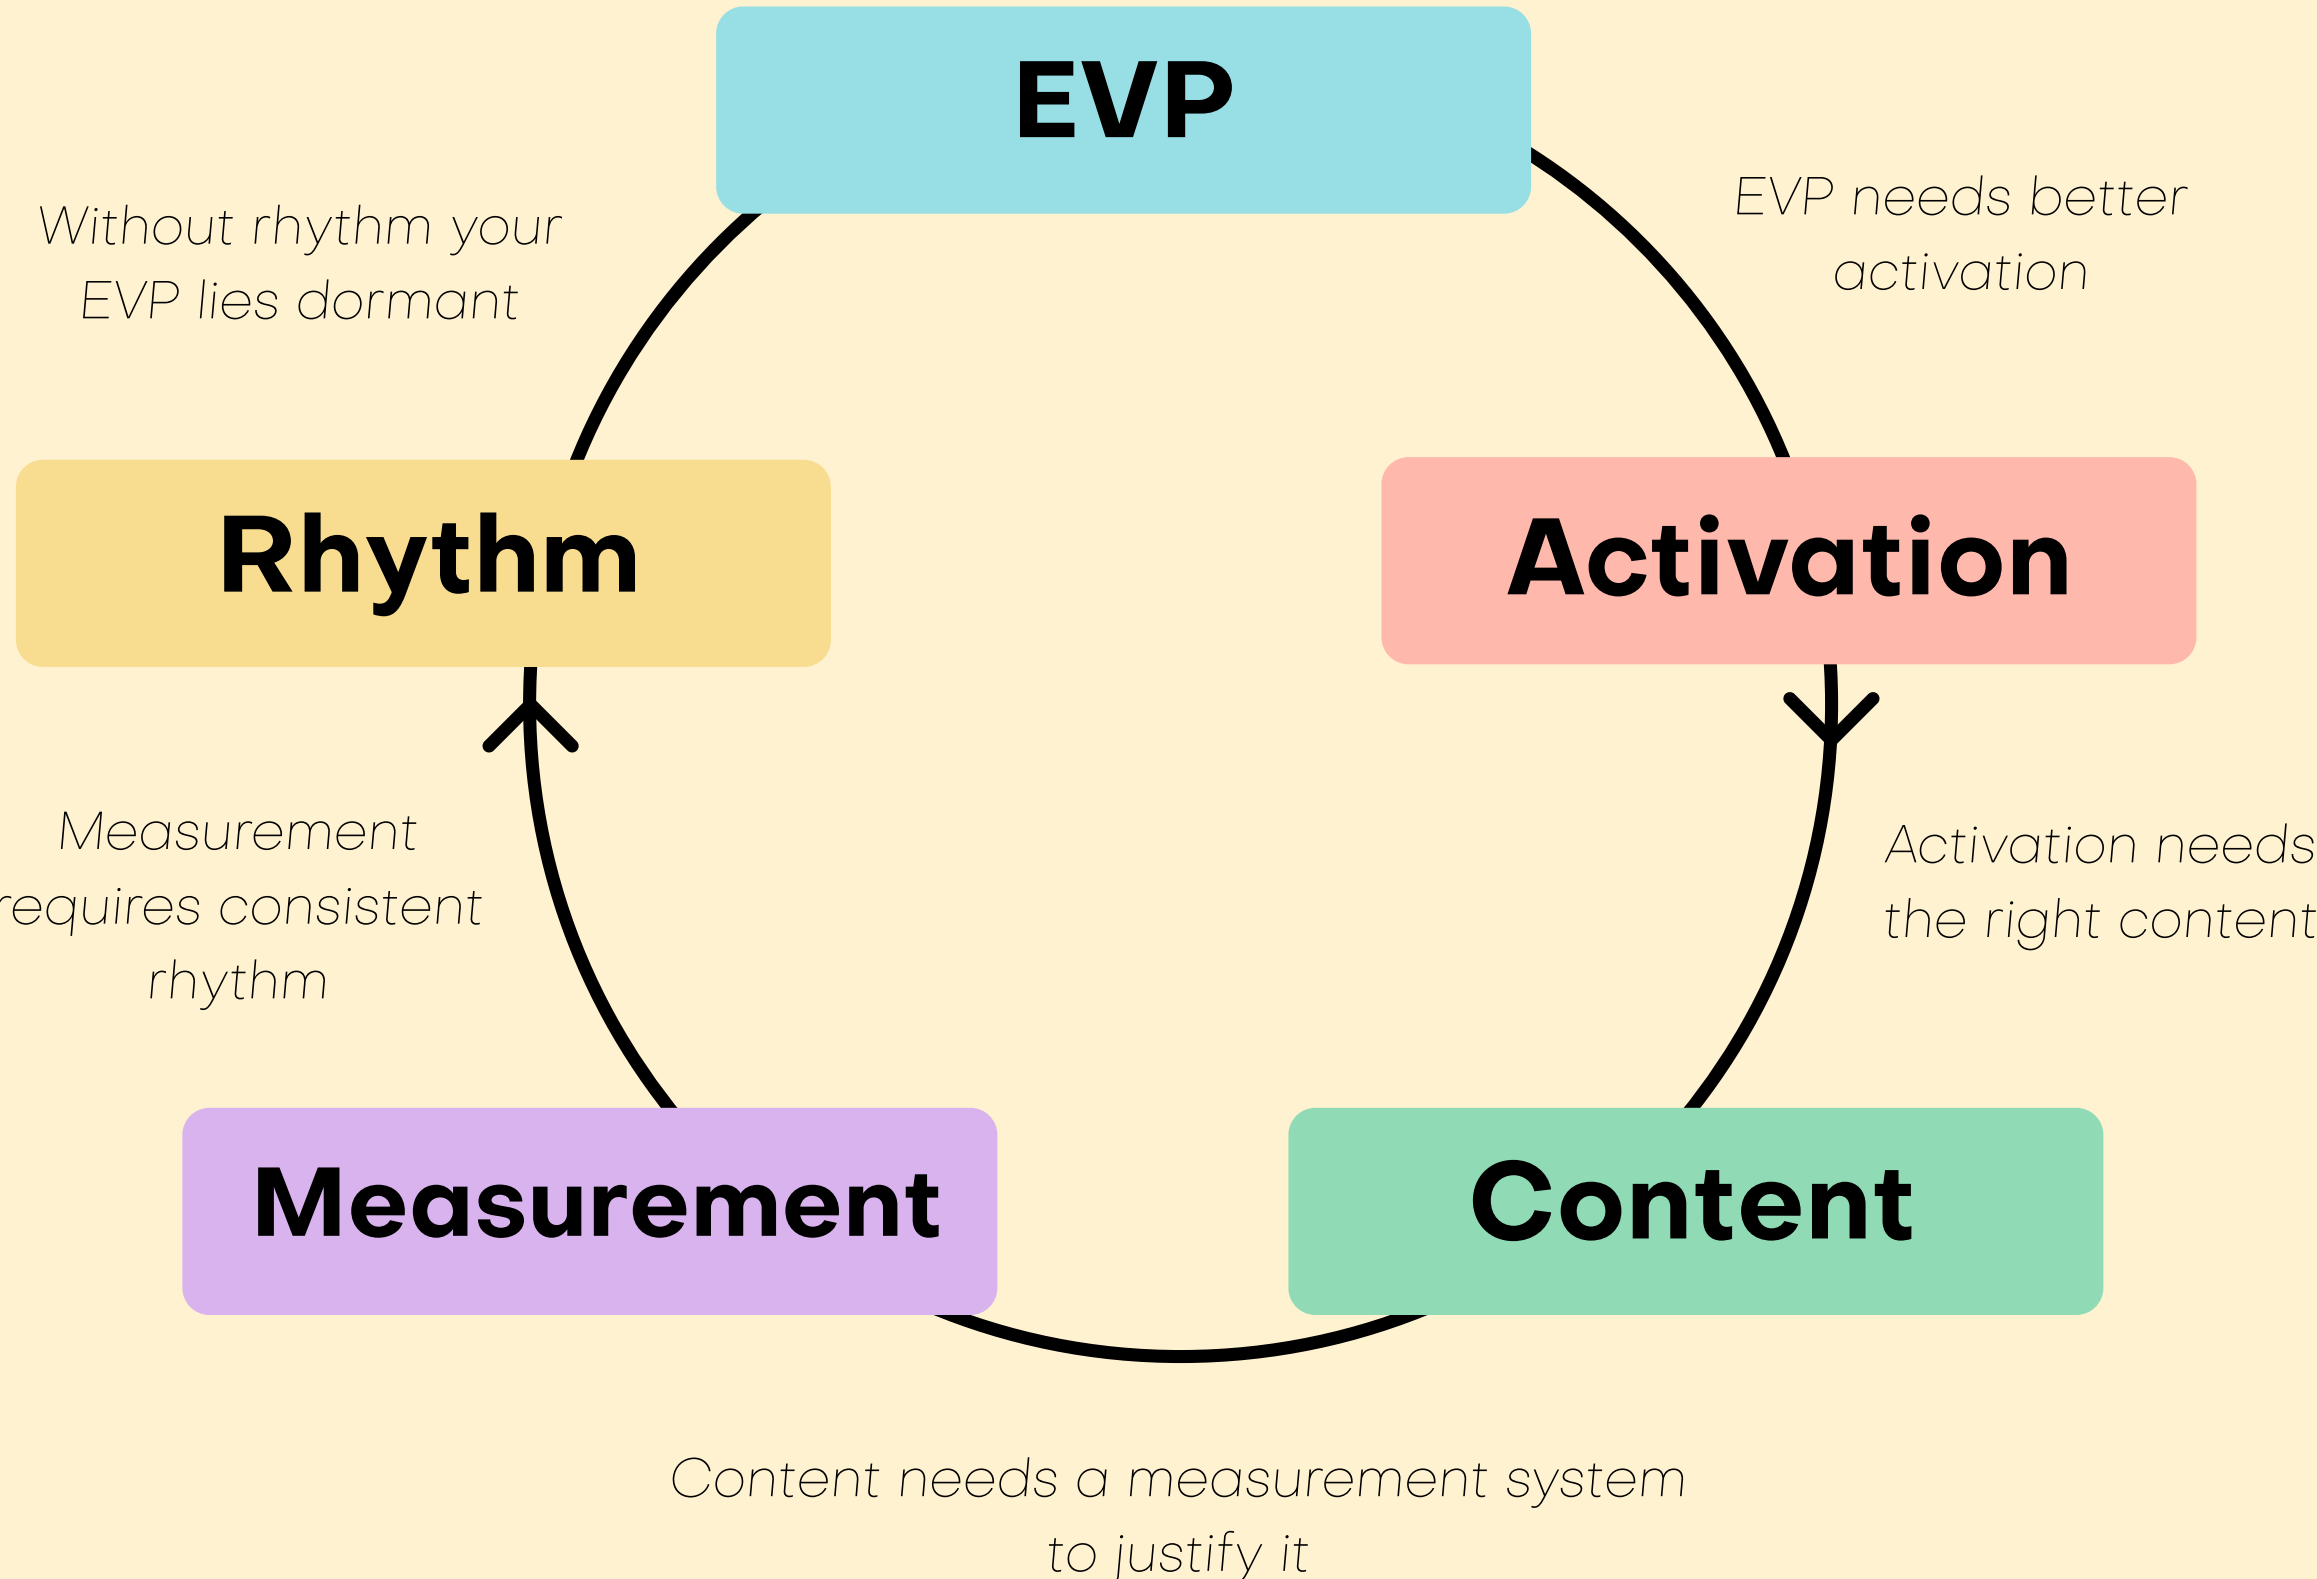 EVP
EVP needs better
activation
Without rhythm your
EVP lies dormant
Rhythm
Activation
Measurement
requires consistent
rhythm
Activation needs
the right content
Measurement
Content
Content needs a measurement system
to justify it